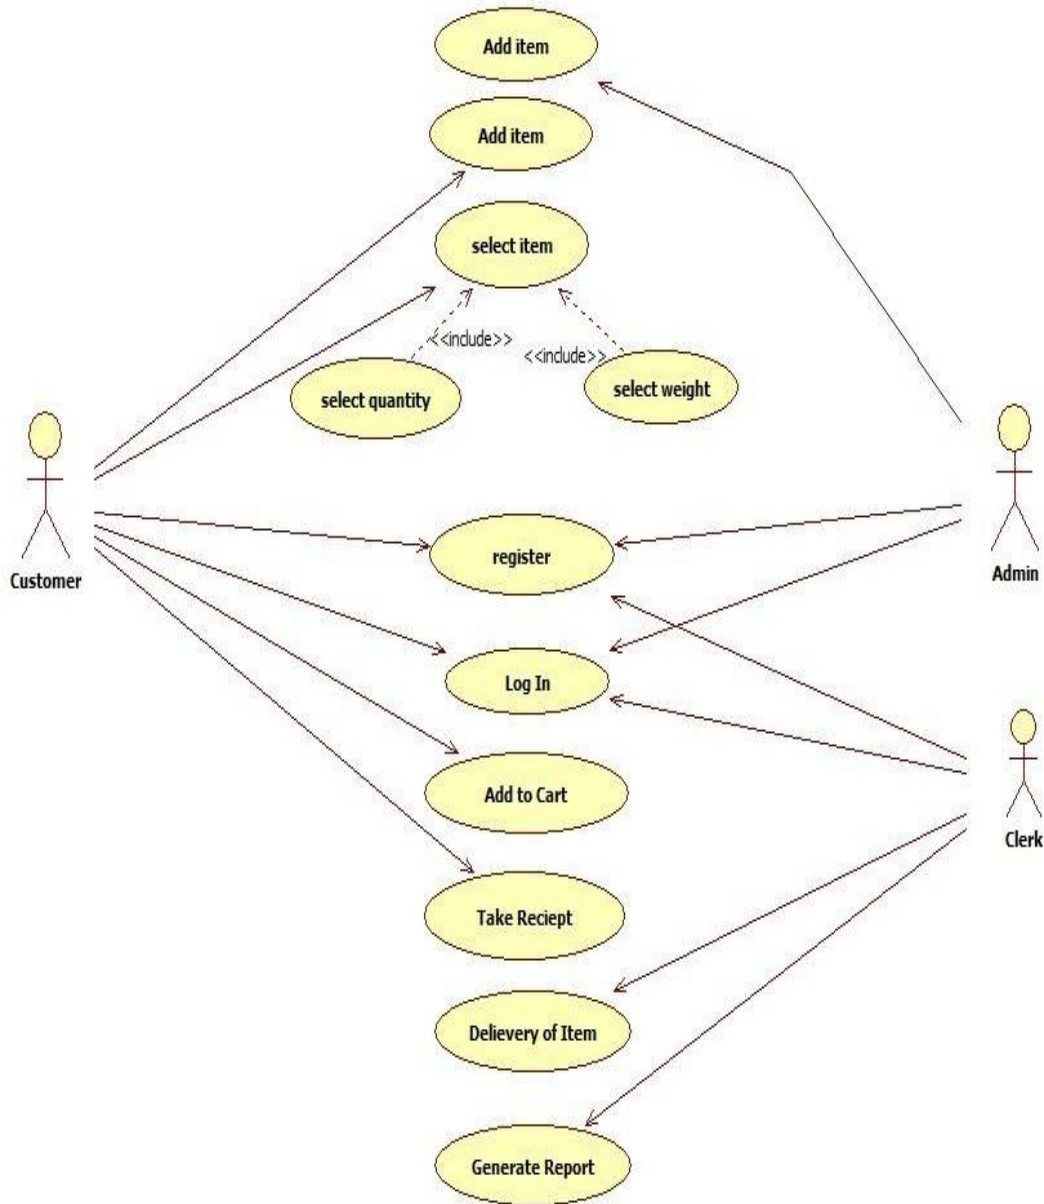 Add item
Add item
select item
<<include>>
<<include>>
select quantity
select weight
Customer
register
Admin
Log In
Add to Cart
Clerk
Take Reciept
Delievery of Item
Generate Report